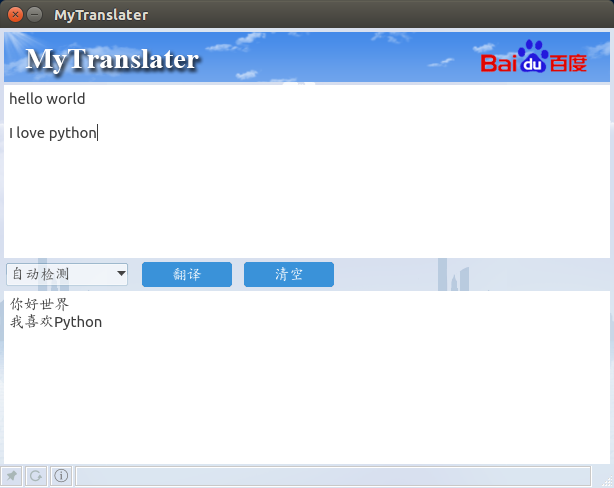 MyTranslater
MyTranslater
Bai du 百度
hello world
I love python
自动检测
翻译
清空
你好世界
我喜欢Python